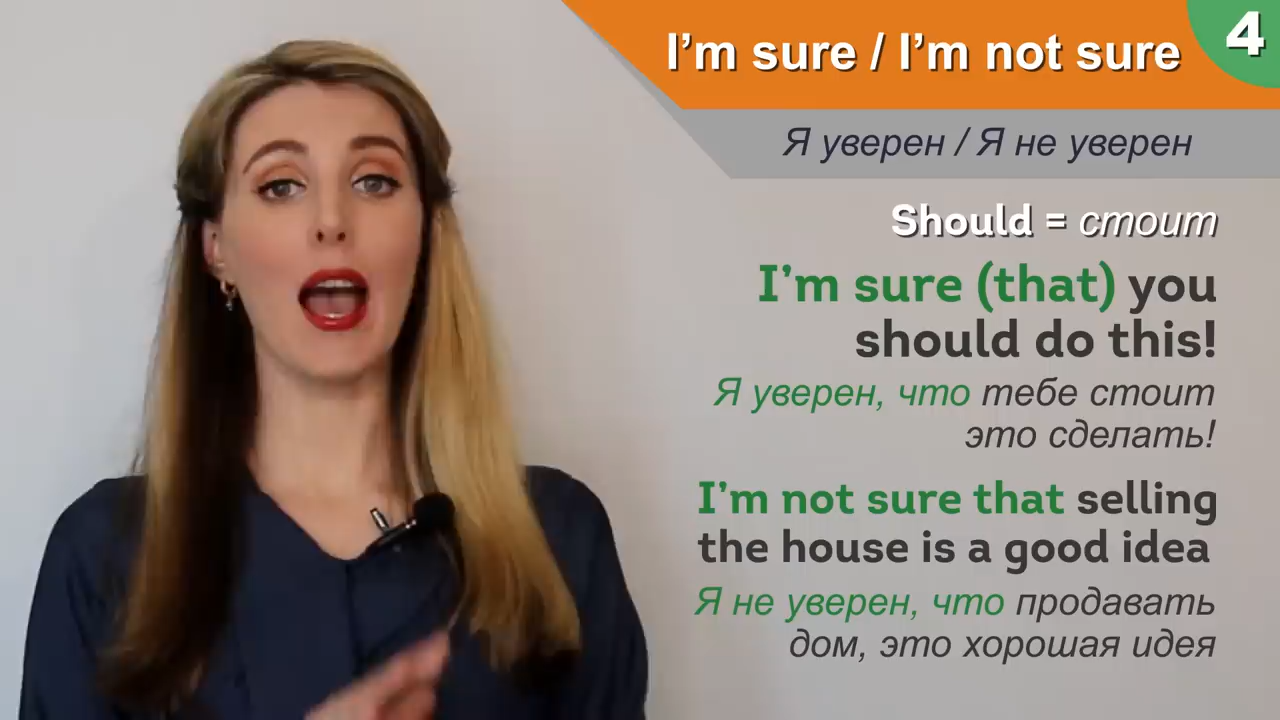 I'm sure / I'm not sure
4
Я уверен / Я не уверен
Should = стоит
I'm sure (that) you
should do this!
Я уверен, что тебе стоит
это сделать!
I'm not sure that selling
the house is a good idea
Я не уверен, что продавать
дом, это хорошая идея